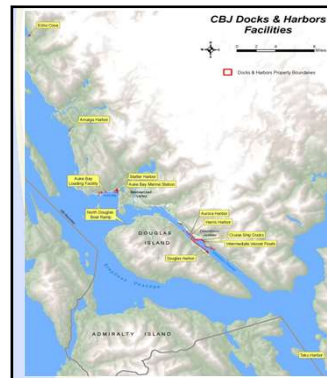 CBJ Docks & Harbors
Facilities
Docks & Harbors Property Boundaries
Echo Cove
Amalga Harbor
Statter Harbor
Auke Bay
Loading Facility
Auke Bay Marine Station
North Douglas
Boat Ramp
Aurora Harbor
Harris Harbor
DOUGLAS
ISLAND
Cruise Ship Docks
Intermediate Vessel Floats
Douglas Harbor
ADMIRALTY ISLAND
Taku Harbor